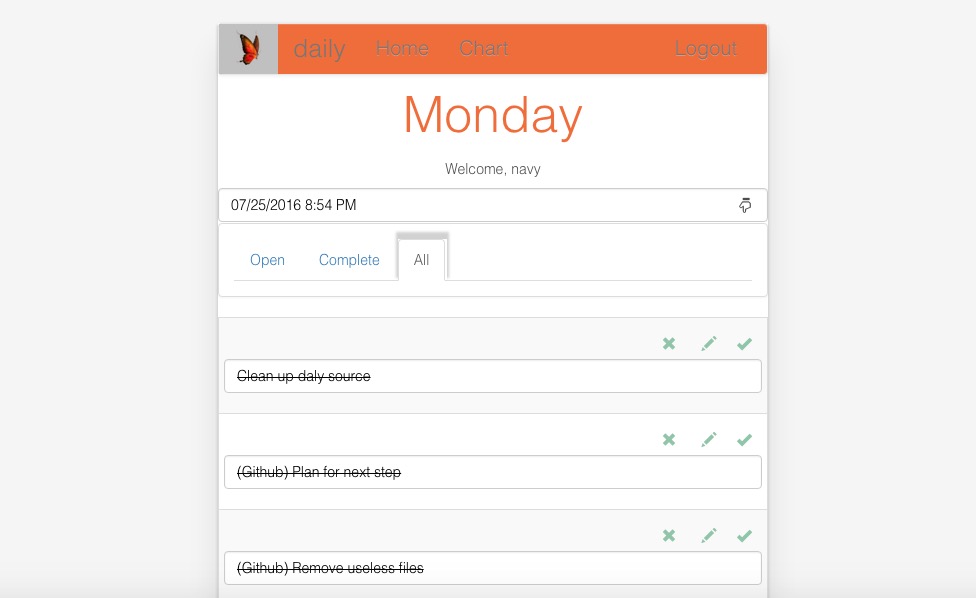 daily Home Chart Logout
Monday
Welcome, navy
07/25/2016 8:54 PM
Open Complete All
Clean up daly source
(Github) Plan for next step
(Github) Remove useless files